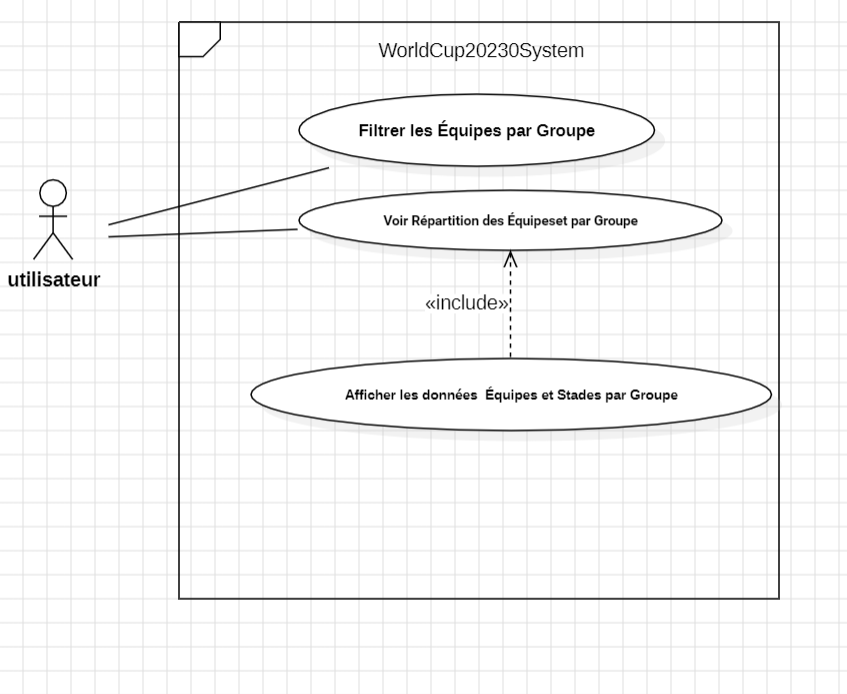 WorldCup20230System
Filtrer les Équipes par Groupe
Voir Répartition des Équipeset par Groupe
utilisateur
«include»
Afficher les données  Équipes et Stades par Groupe